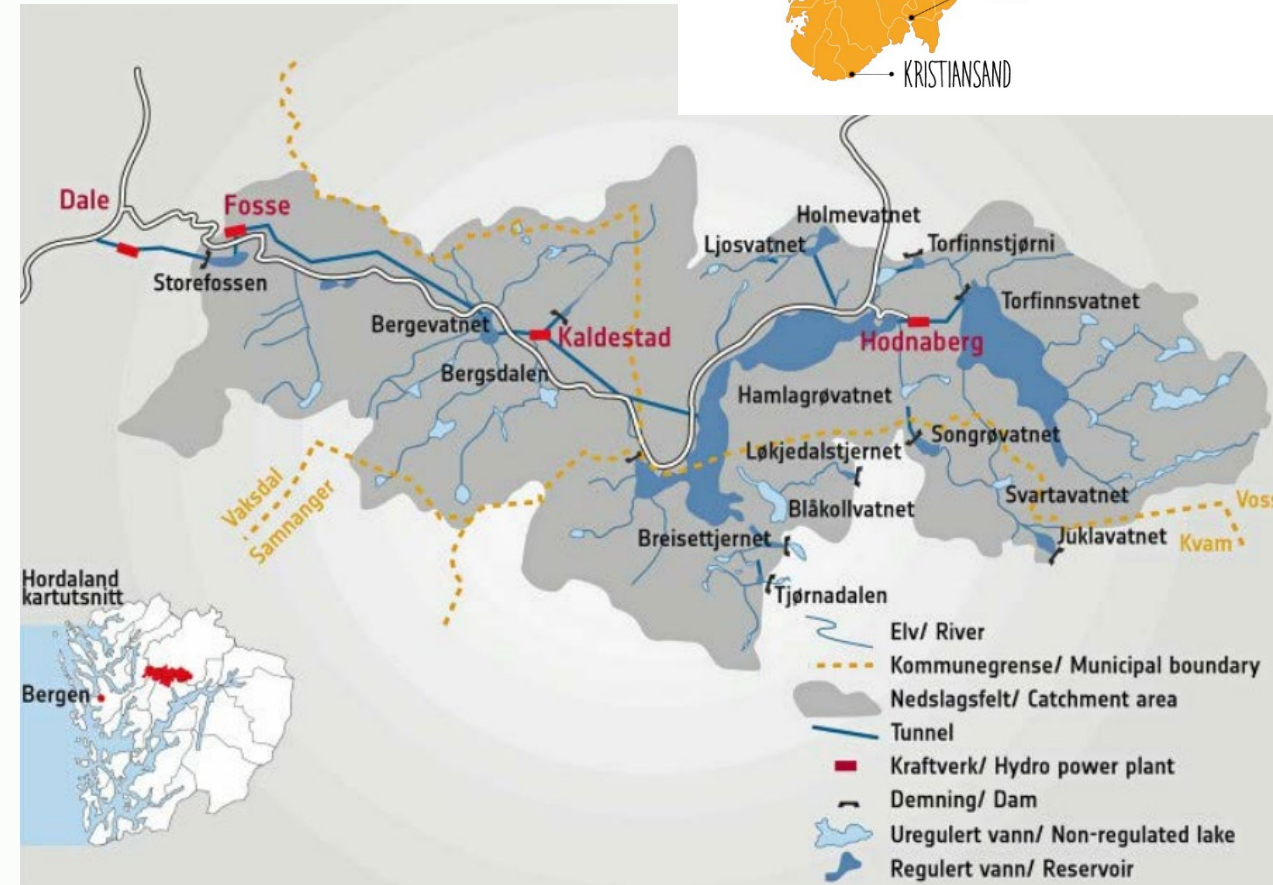 KRISTIANSAND
Dale
Fosse
Storefossen
Holmevatnet
Ljosvatnet
Torfinnstjørni
Torfinnsvatnet
Bergevatnet
Kaldestad
Hodnaberg
Bergsdalen
Hamlagrøvatnet
Løkjedalstjernet
Songrøvatnet
Svartavatnet
Blåkollvatnet
Breisettjernet
Juklavatnet
Tjørnadalen
Vaksdal
Samnanger
Voss
Kvam
Hordaland
kartutsnitt
Bergen
Elv/ River
Kommunegrense/ Municipal boundary
Nedslagsfelt/ Catchment area
Tunnel
Kraftverk/ Hydro power plant
Demning/ Dam
Uregulert vann/ Non-regulated lake
Regulert vann/ Reservoir